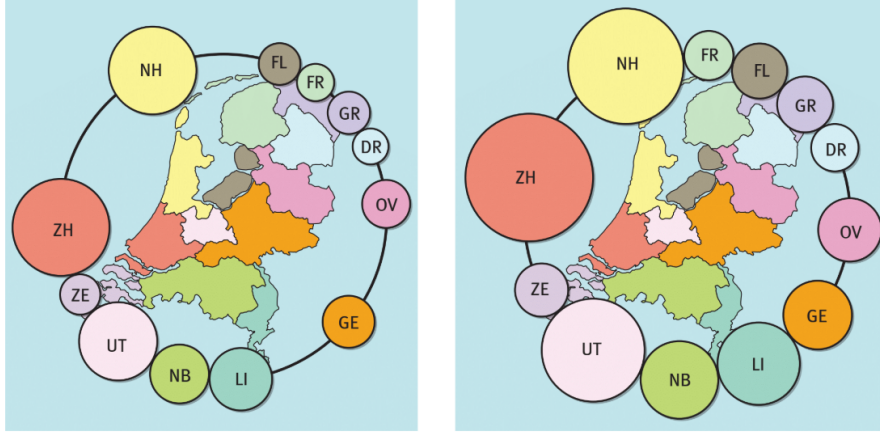 NH
FL
FR
GR
DR
OV
ZH
ZE
UT
NB
LI
GE
NH
FR
FL
GR
DR
ZH
OV
ZE
GE
UT
NB
LI